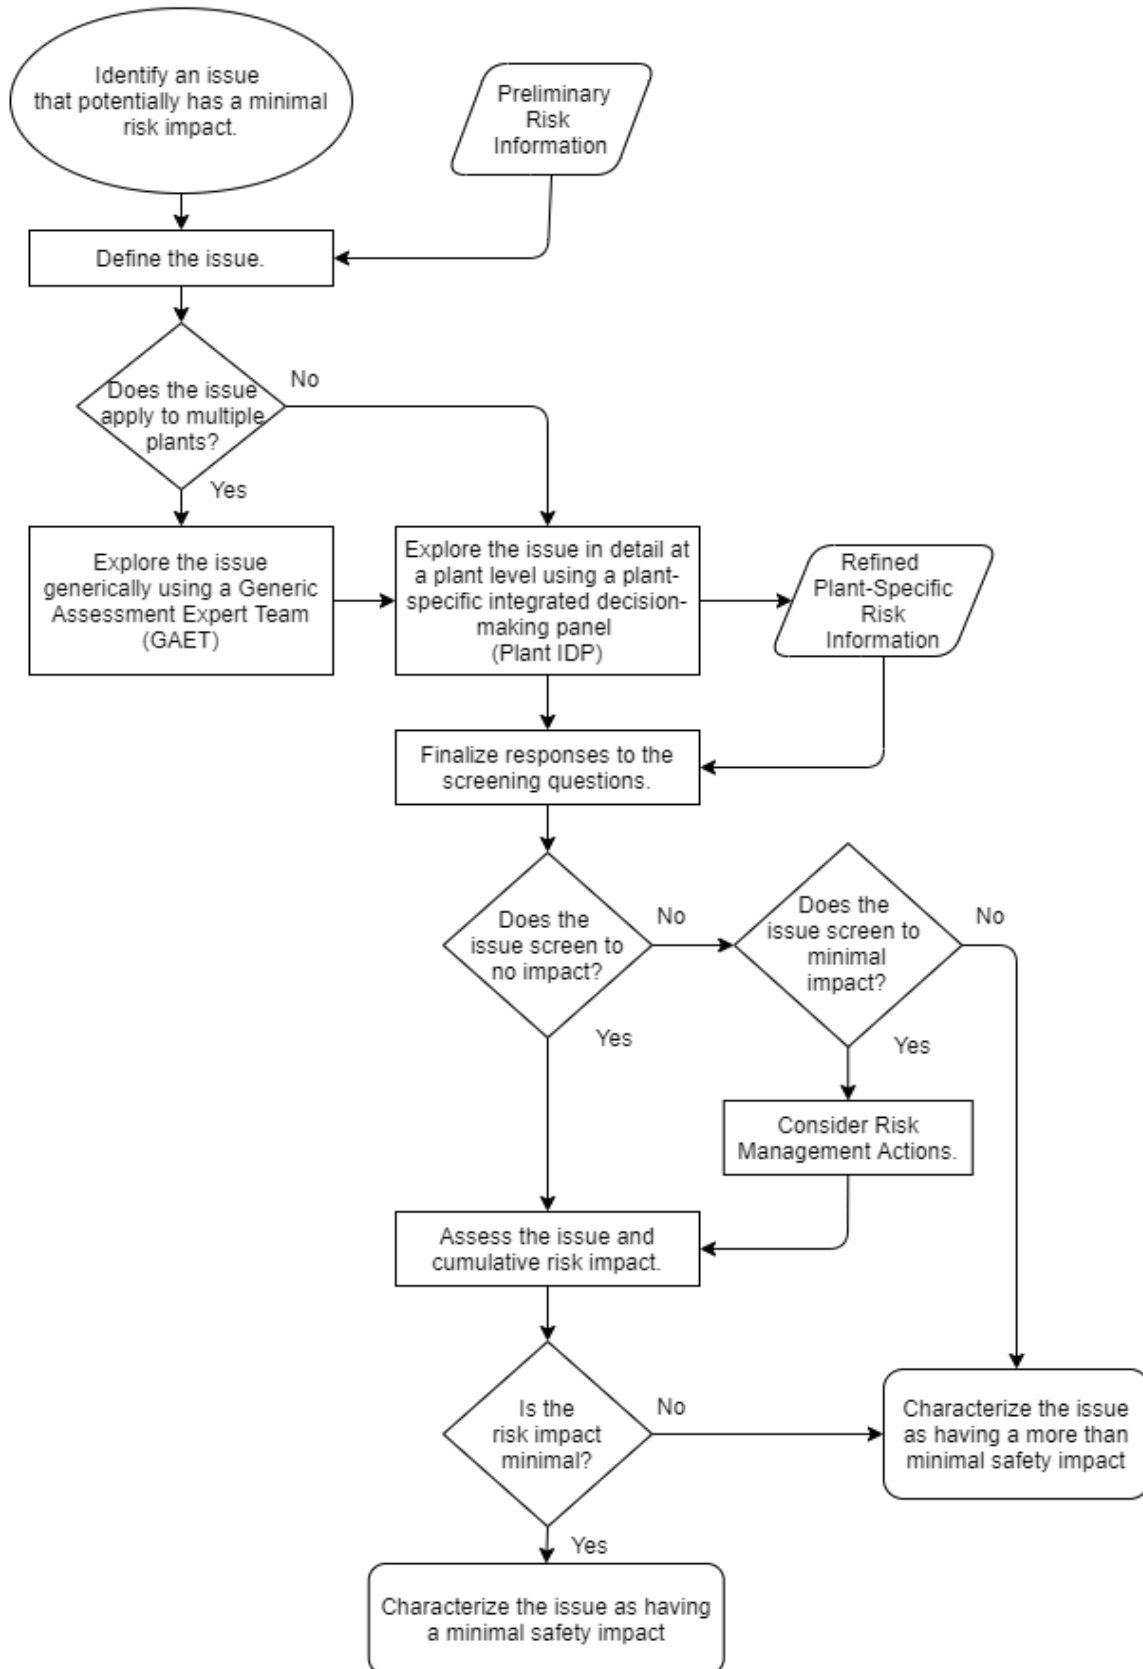 Identify an issue
that potentially has a minimal
risk impact.
Preliminary
Risk
Information
Define the issue.
Does the issue
apply to multiple
plants?
No
Yes
Explore the issue
generically using a Generic
Assessment Expert Team
(GAET)
Explore the issue in detail at
a plant level using a plant-
specific integrated decision-
making panel
(Plant IDP)
Refined
Plant-Specific
Risk
Information
Finalize responses to the
screening questions.
Does the
issue screen to
no impact?
No
Yes
Does the
issue screen to
minimal
impact?
No
Yes
Consider Risk
Management Actions.
Assess the issue and
cumulative risk impact.
Is the
risk impact
minimal?
No
Yes
Characterize the issue
as having a more than
minimal safety impact
Characterize the issue as having
a minimal safety impact